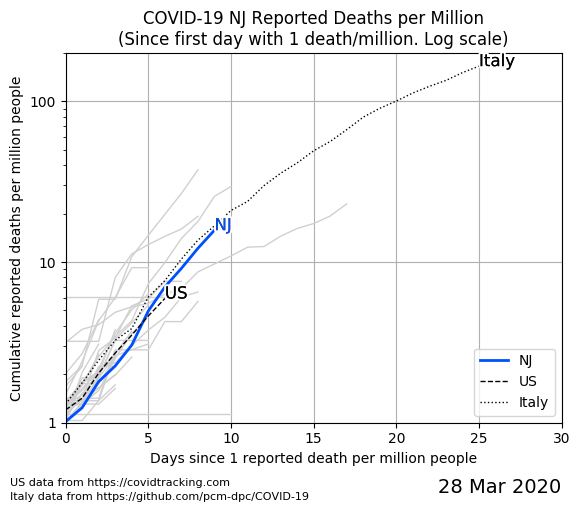 COVID-19 NJ Reported Deaths per Million
(Since first day with 1 death/million. Log scale)
Cumulative reported deaths per million people
100
10
1
Italy
NJ
US
NJ
US
Italy
0 5 10 15 20 25 30
Days since 1 reported death per million people
US data from https://covidtracking.com
Italy data from https://github.com/pcm-dpc/COVID-19
28 Mar 2020